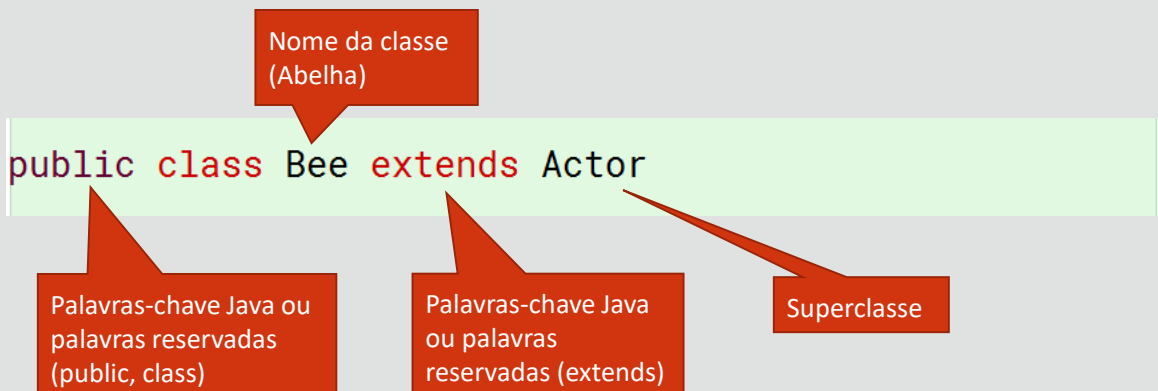 Nome da classe
(Abelha)
public class Bee extends Actor
Palavras-chave Java ou
palavras reservadas
(public, class)
Palavras-chave Java
ou palavras
reservadas (extends)
Superclasse